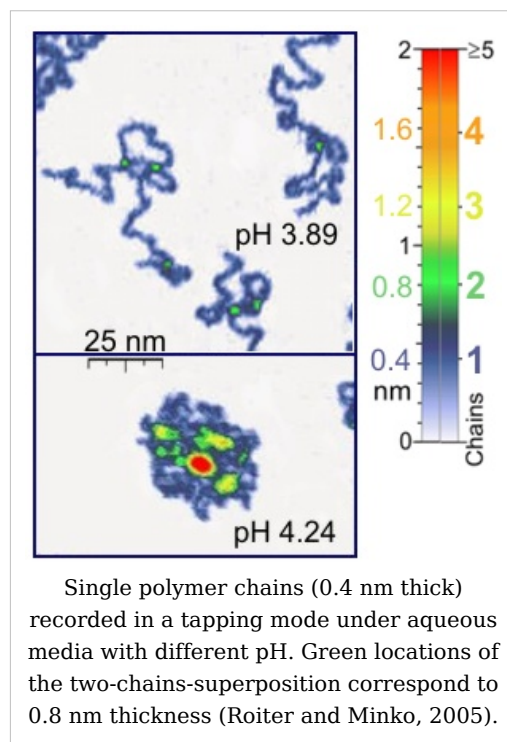 pH 3.89
25 nm
pH 4.24
2
≥5
1.6
4
1.2
3
1
0.8
2
0.4
1
nm
0
Chains
Single polymer chains (0.4 nm thick)
recorded in a tapping mode under aqueous
media with different pH. Green locations of
the two-chains-superposition correspond to
0.8 nm thickness (Roiter and Minko, 2005).